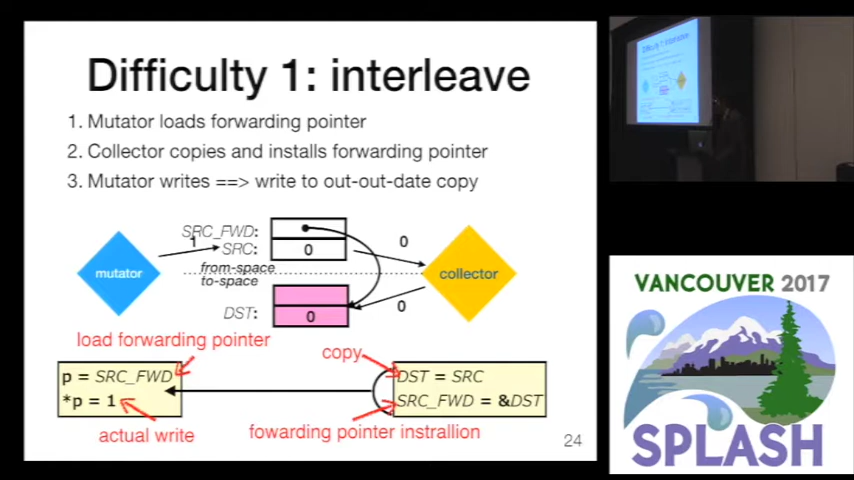 Difficulty 1: interleave
1. Mutator loads forwarding pointer
2. Collector copies and installs forwarding pointer
3. Mutator writes ==> write to out-out-date copy
SRC_FWD:
1
SRC:
0
0
mutator
from-space
to-space
collector
DST:
0
0
load forwarding pointer
copy
p = SRC_FWD
*p = 1
DST = SRC
SRC_FWD = &DST
actual write
fowarding pointer instrallion
24
VANCOUVER 2017
SPLASH